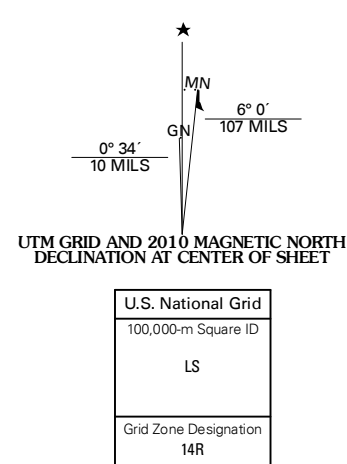 MN
6° 0´
107 MILS
GN
0° 34´
10 MILS
UTM GRID AND 2010 MAGNETIC NORTH
DECLINATION AT CENTER OF SHEET
U.S. National Grid
100,000-m Square ID
LS
Grid Zone Designation
14R